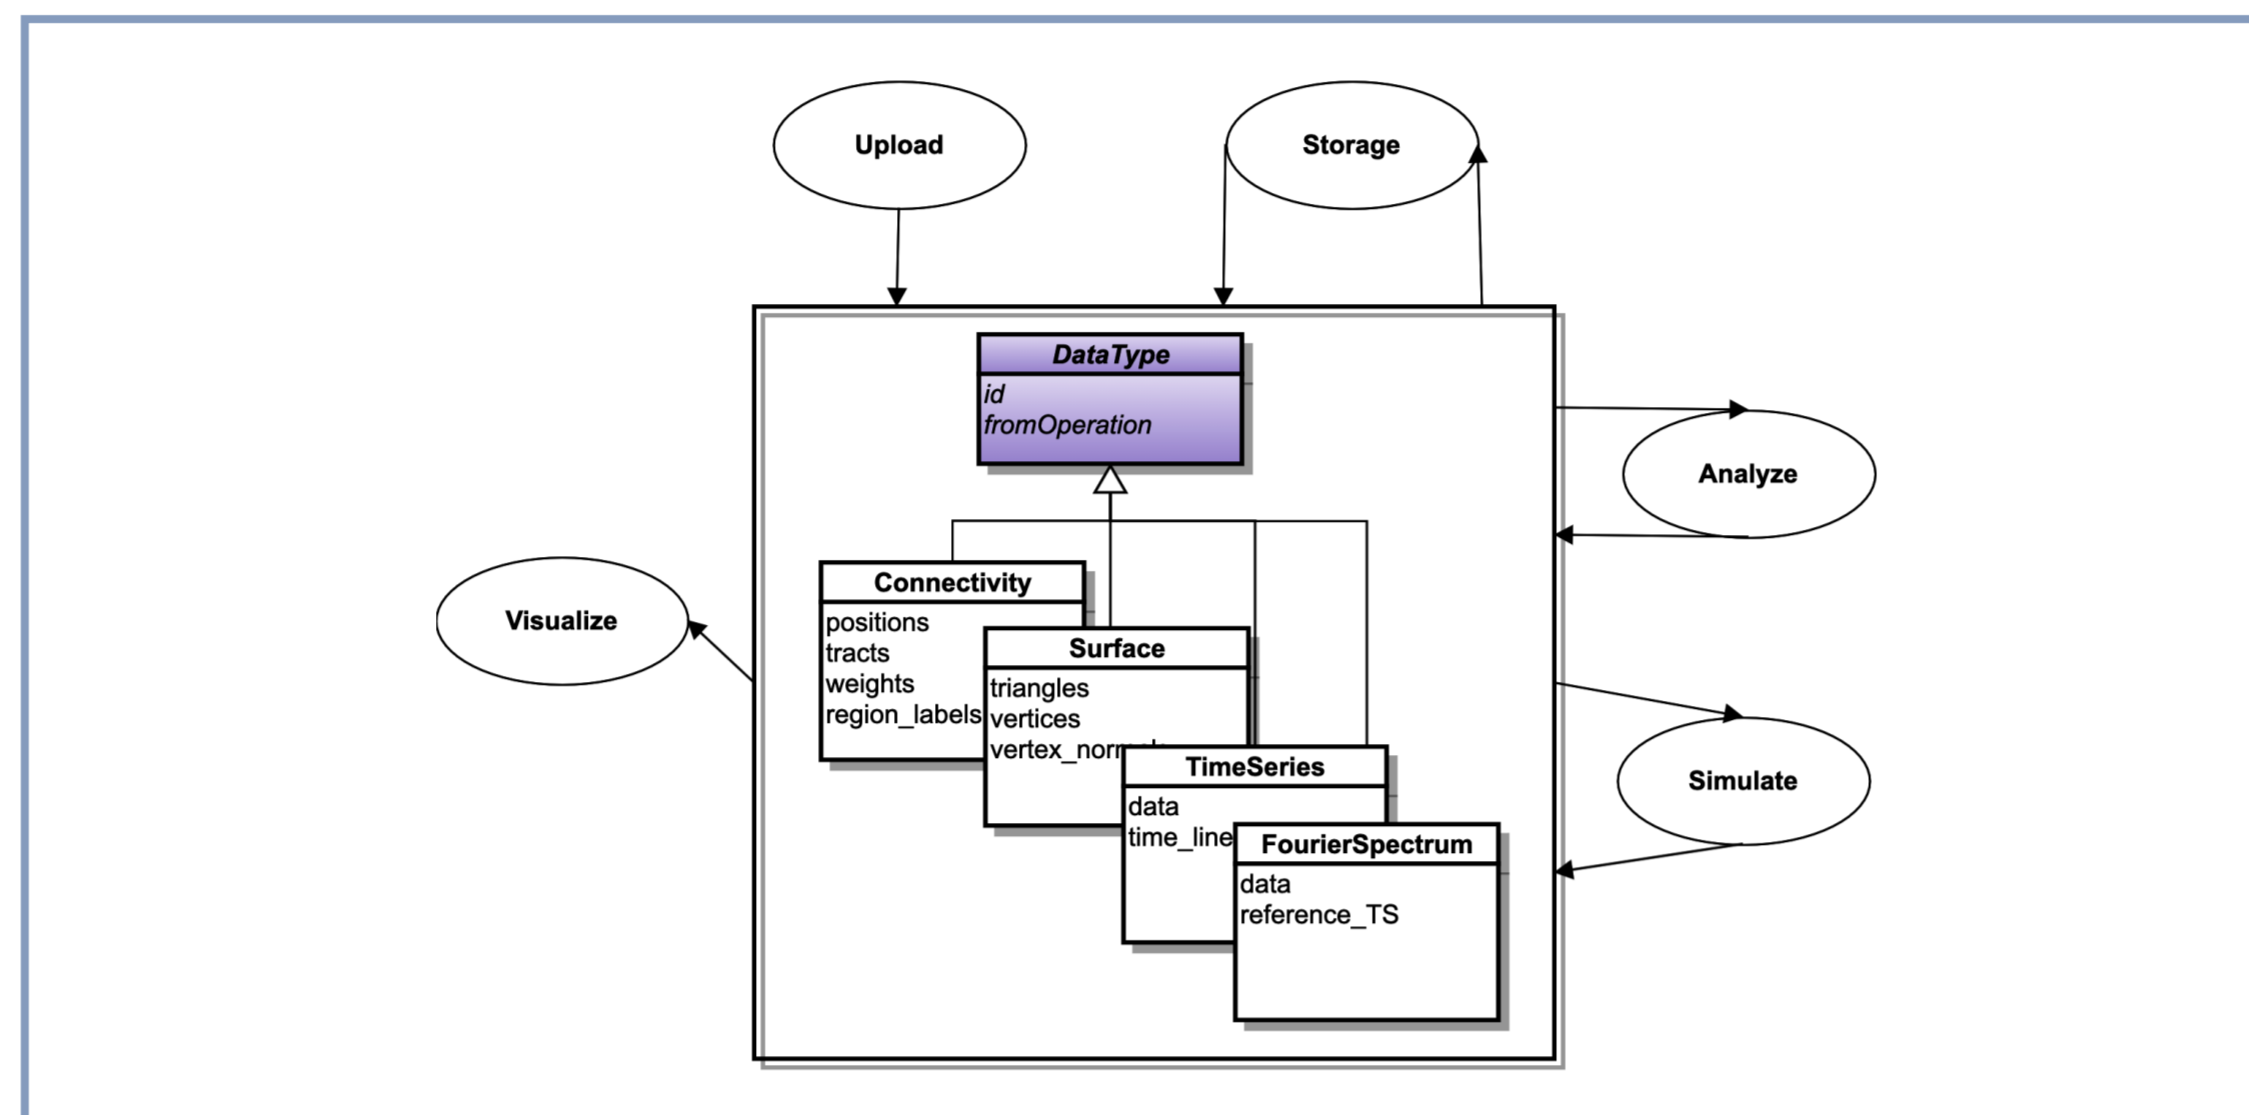 Upload
Storage
DataType
id
fromOperation
Analyze
Connectivity
positions
tracts
weights
region_labels
Visualize
Surface
triangles
vertices
TimeSeries
data
time_line
Simulate
FourierSpectrum
data
reference_TS